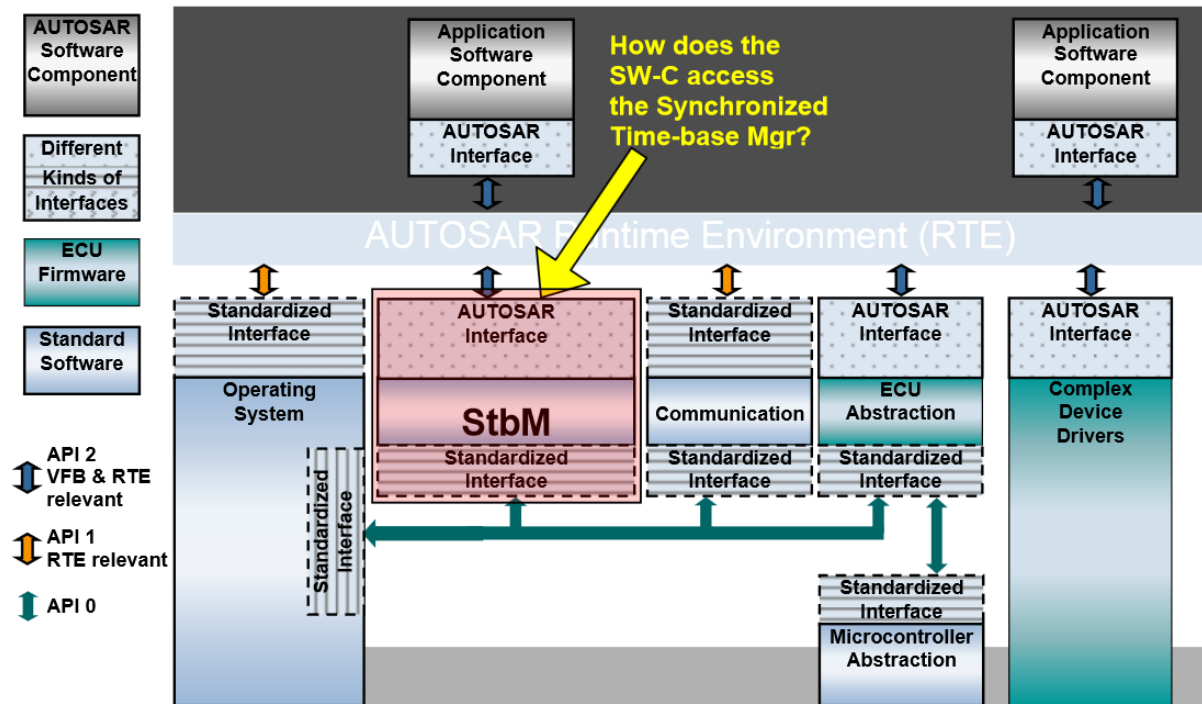 AUTOSAR
Software
Component
Different
Kinds of
Interfaces
ECU
Firmware
Standard
Software
API 2
VFB & RTE
relevant
API 1
RTE relevant
API 0
Application
Software
Component
AUTOSAR
Interface
How does the
SW-C access
the Synchronized
Time-base Mgr?
Application
Software
Component
AUTOSAR
Interface
AUTOSAR Runtime Environment (RTE)
Standardized
Interface
Operating
System
Standardized
Interface
AUTOSAR
Interface
StbM
Standardized
Interface
Standardized
Interface
Communication
Standardized
Interface
AUTOSAR
Interface
ECU
Abstraction
Standardized
Interface
Standardized
Interface
Microcontroller
Abstraction
AUTOSAR
Interface
Complex
Device
Drivers